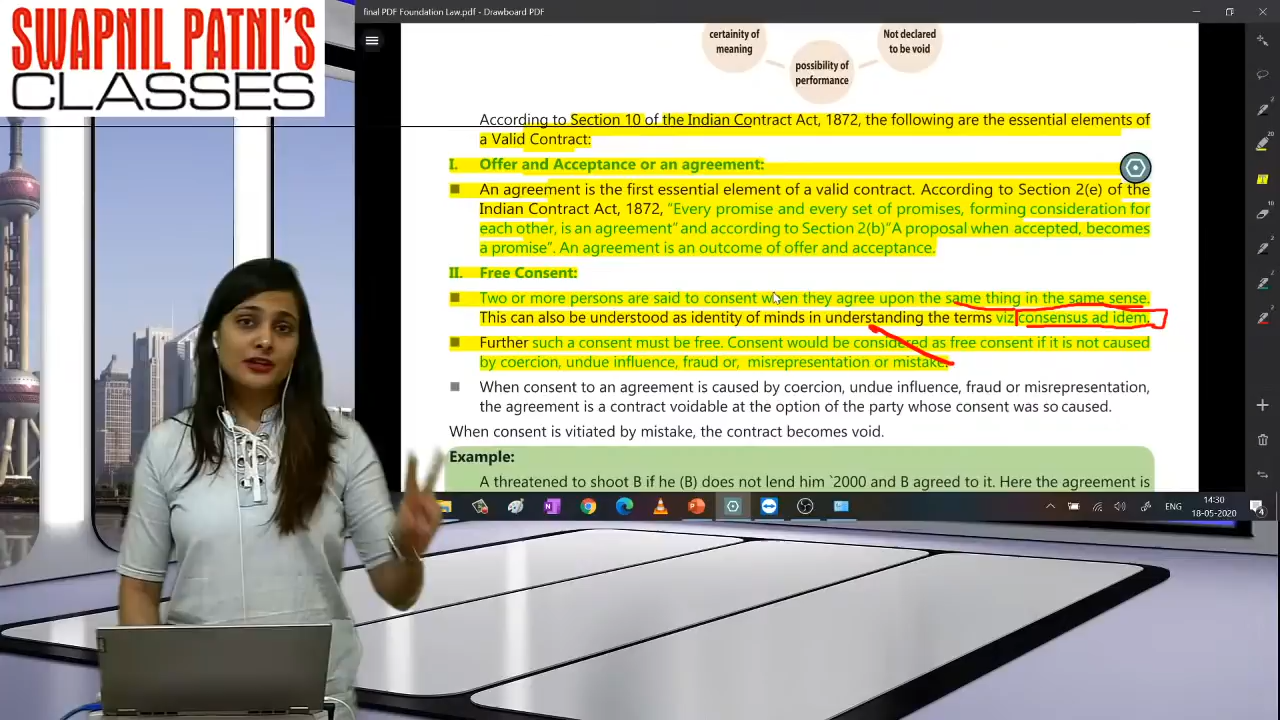 SWAPNIL PATNI'S
CLASSES
final PDF Foundation Law.pdf - Drawboard PDF
certainity of
meaning
Not declared
to be void
possibility of
performance
According to Section 10 of the Indian Contract Act, 1872, the following are the essential elements of
a Valid Contract:
I. Offer and Acceptance or an agreement:
An agreement is the first essential element of a valid contract. According to Section 2(e) of the
Indian Contract Act, 1872, "Every promise and every set of promises, forming consideration for
each other, is an agreement" and according to Section 2(b)"A proposal when accepted, becomes
a promise". An agreement is an outcome of offer and acceptance.
II. Free Consent:
Two or more persons are said to consent when they agree upon the same thing in the same sense.
This can also be understood as identity of minds in understanding the terms viz consensus ad idem.
Further such a consent must be free. Consent would be considered as free consent if it is not caused
by coercion, undue influence, fraud or, misrepresentation or mistake.
When consent to an agreement is caused by coercion, undue influence, fraud or misrepresentation,
the agreement is a contract voidable at the option of the party whose consent was so caused.
When consent is vitiated by mistake, the contract becomes void.
Example:
A threatened to shoot B if he (B) does not lend him `2000 and B agreed to it. Here the agreement is
ENG
14:30
18-05-2020